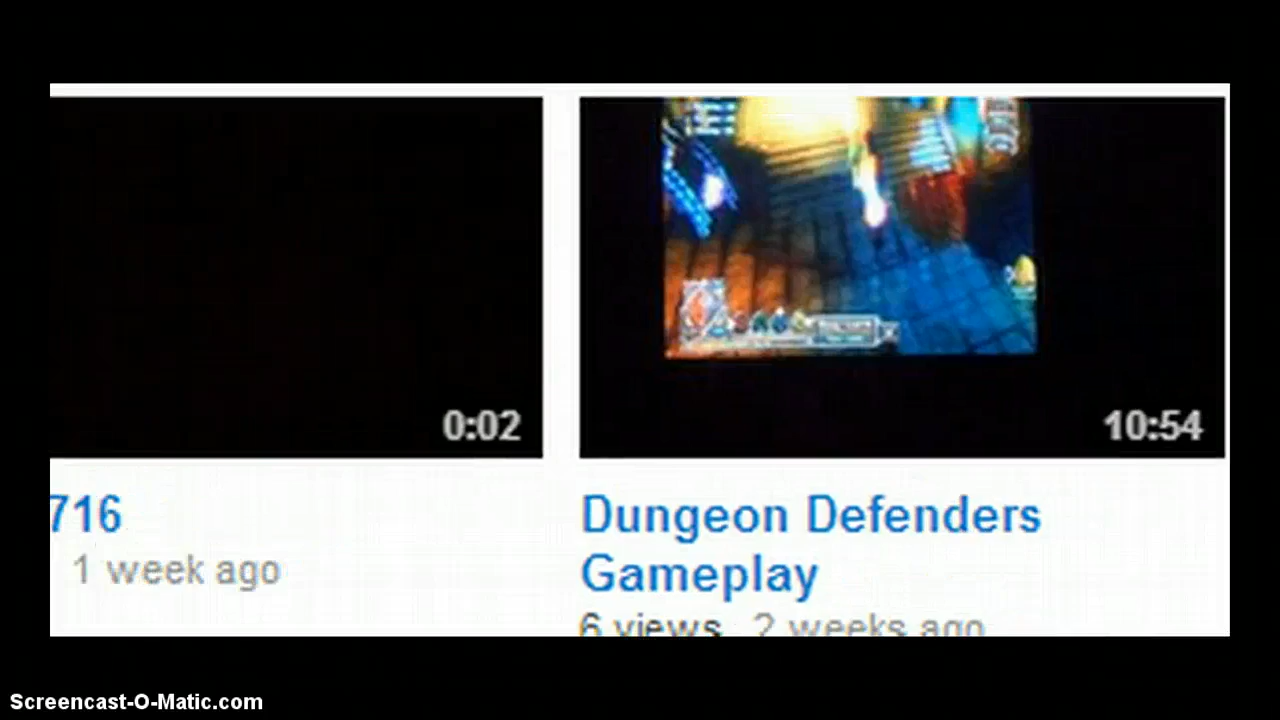 0:02
10:54
716
1 week ago
Dungeon Defenders
Gameplay
6 views 2 weeks ago
Screencast-O-Matic.com